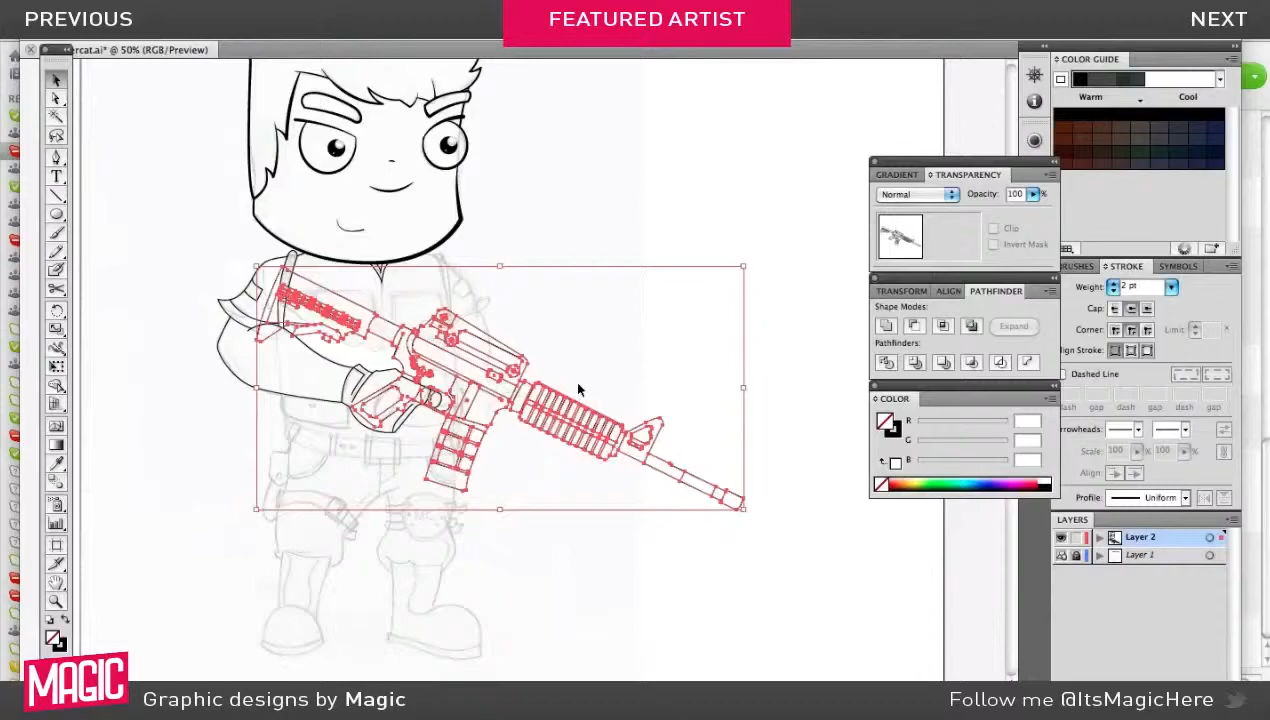 PREVIOUS
FEATURED ARTIST
NEXT
ercat.ai* @ 50% (RGB/Preview)
COLOR GUIDE
Warm
Cool
GRADIENT
TRANSPARENCY
Normal
Opacity: 100 %
Clip
Invert Mask
RUSHES
STROKE
SYMBOLS
TRANSFORM
ALIGN
PATHFINDER
Weight: 2 pt
Shape Modes:
Cap:
Expand
Corner:
Limit:
Pathfinders:
lign Stroke:
Dashed Line
dash gap dash gap dash gap
COLOR
R
G
B
rrowheads:
Scale: 100 % 100 %
Align:
Profile: Uniform
LAYERS
Layer 2
Layer 1
MAGIC
Graphic designs by Magic
Follow me @ItsMagicHere